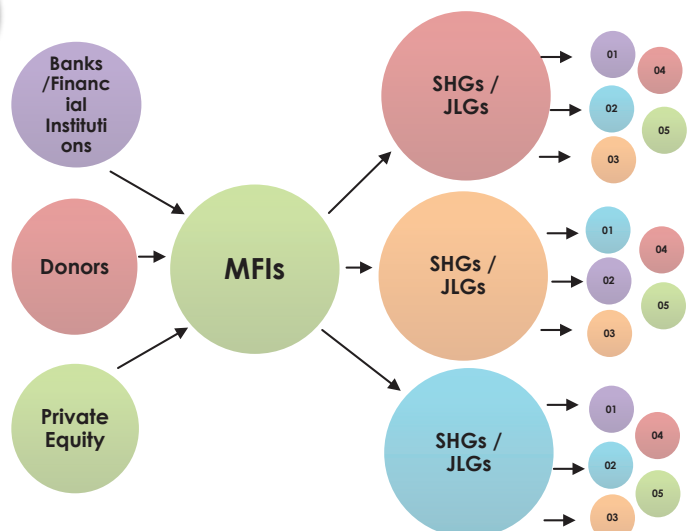 Banks
/Financ
ial
Instituti
ons
Donors
Private
Equity
MFIs
SHGs /
JLGs
01
02
03
04
05
SHGs /
JLGs
01
02
03
04
05
SHGs /
JLGs
01
02
03
04
05